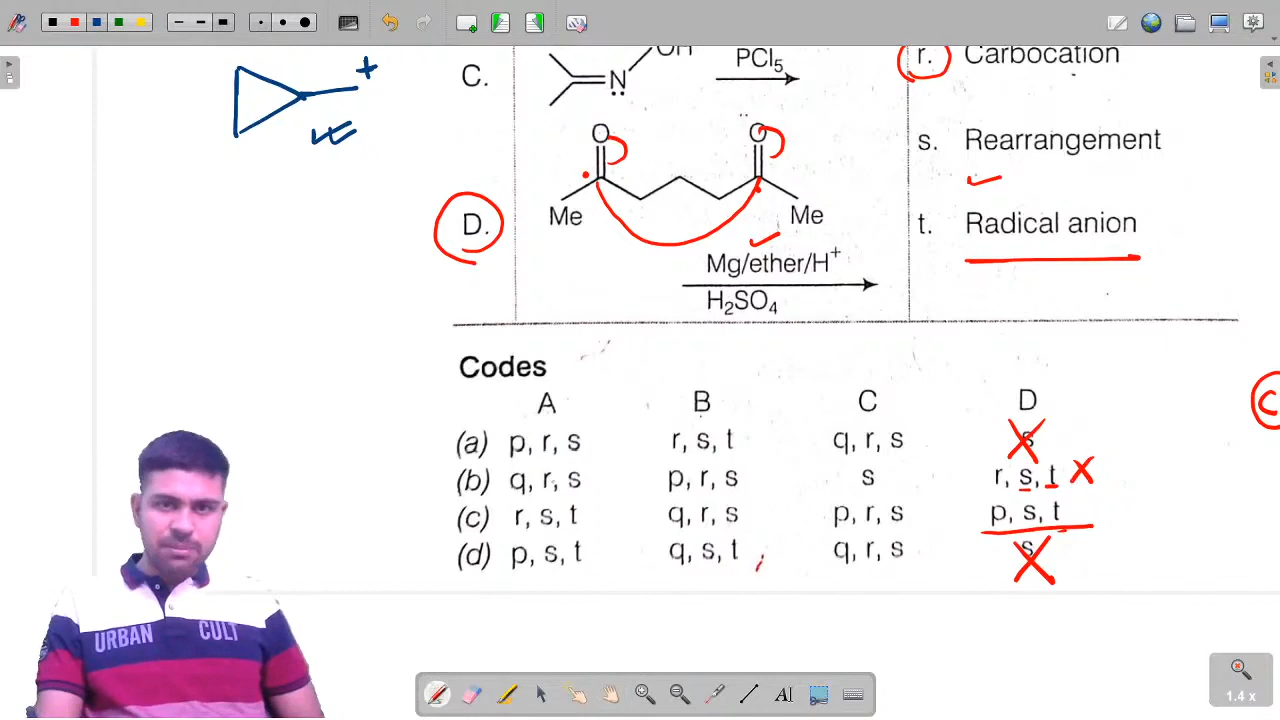 OH
C.
N
PCl5
r. Carbocation
O
O
s. Rearrangement
D.
Me
Me
t. Radical anion
Mg/ether/H+
H2SO4
Codes
A B C D
(a) p, r, s r, s, t q, r, s s
(b) q, r, s p, r, s s r, s, t
(c) r, s, t q, r, s p, r, s p, s, t
(d) p, s, t q, s, t q, r, s s
C
URBAN CULT
T
1.4 x